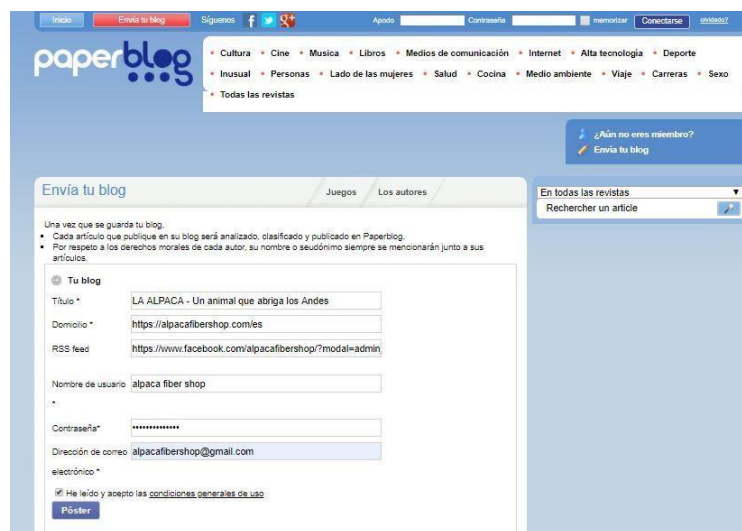 Inicio Envía tu blog Síguenos Apodo Contraseña memorizar Conectarse olvidado?
paperblog
• Cultura • Cine • Musica • Libros • Medios de comunicación • Internet • Alta tecnologia • Deporte
• Inusual • Personas • Lado de las mujeres • Salud • Cocina • Medio ambiente • Viaje • Carreras • Sexo
• Todas las revistas
¿Aún no eres miembro?
Envía tu blog
Envía tu blog Juegos Los autores
En todas las revistas
Rechercher un article
Una vez que se guarda tu blog,
• Cada artículo que publique en su blog será analizado, clasificado y publicado en Paperblog.
• Por respeto a los derechos morales de cada autor, su nombre o seudónimo siempre se mencionarán junto a sus
artículos.
Tu blog
Título * LA ALPACA - Un animal que abriga los Andes
Domicilio * https://alpacafibershop.com/es
RSS feed https://www.facebook.com/alpacafibershop/?modal=admin_
Nombre de usuario alpaca fiber shop
*
Contraseña* ••••••••••••••
Dirección de correo alpacafibershop@gmail.com
electrónico *
He leído y acepto las condiciones generales de uso
Póster